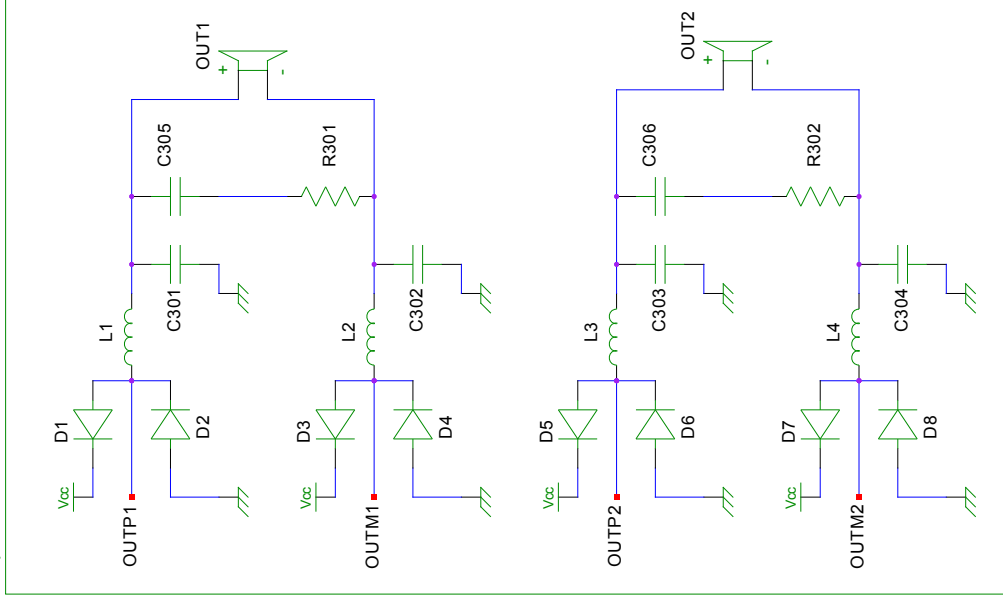 OUT1
+
-
C305
R301
C301
C302
L1
L2
D1
D2
D3
D4
Vcc
Vcc
OUTP1
OUTM1
OUT2
+
-
C306
R302
C303
C304
L3
L4
D5
D6
D7
D8
Vcc
Vcc
OUTP2
OUTM2